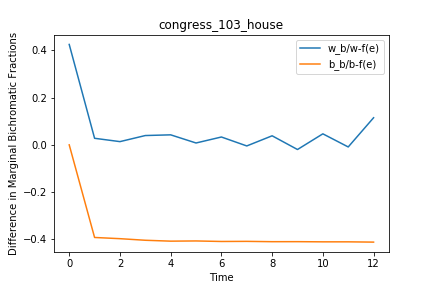 congress_103_house
w_b/w-f(e)
b_b/b-f(e)
Difference in Marginal Bichromatic Fractions
0.4
0.2
0.0
−0.2
−0.4
0
2
4
6
8
10
12
Time